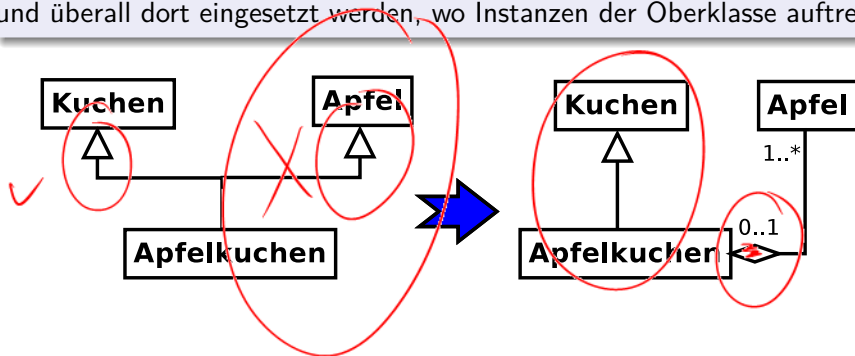 und überall dort eingesetzt werden, wo Instanzen der Oberklasse auftre
Kuchen Apfel Kuchen Apfel
1..*
0..1
Apfelkuchen Apfelkuchen